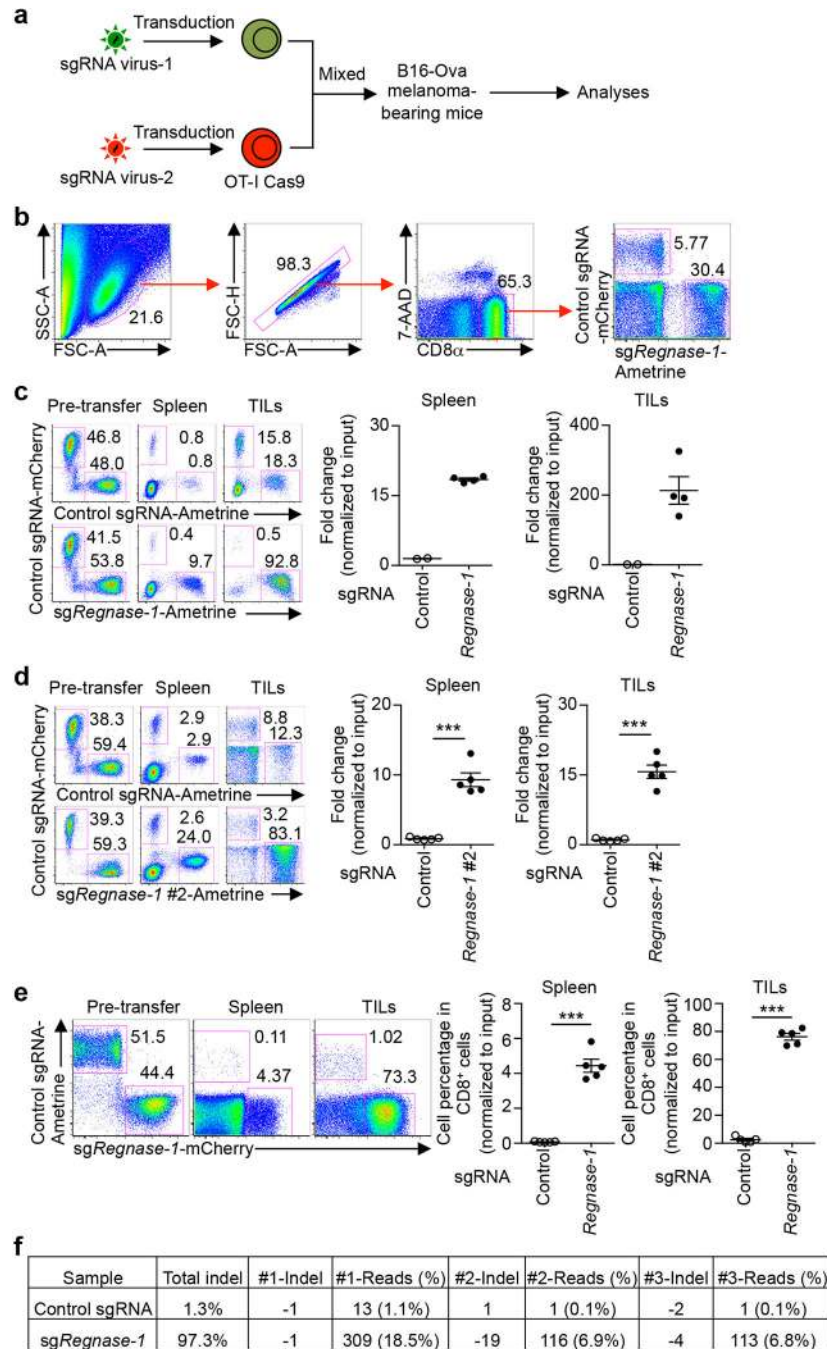 a
Transduction
sgRNA virus-1
Mixed
B16-Ova
melanoma-
bearing mice
Analyses
Transduction
sgRNA virus-2
OT-I Cas9
b
SSC-A
21.6
FSC-A
FSC-H
98.3
FSC-A
7-AAD
65.3
CD8α
Control sgRNA
-mCherry
5.77
30.4
sgRegnase-1-
Ametrine
c
Pre-transfer Spleen TILs
Control sgRNA-mCherry
46.8
48.0
0.8
0.8
15.8
18.3
Control sgRNA-Ametrine
41.5
53.8
0.4
9.7
0.5
92.8
sgRegnase-1-Ametrine
Spleen
Fold change
(normalized to input)
30
15
0
sgRNA
Control
Regnase-1
TILs
Fold change
(normalized to input)
400
200
0
sgRNA
Control
Regnase-1
d
Pre-transfer Spleen TILs
Control sgRNA-mCherry
38.3
59.4
2.9
2.9
8.8
12.3
Control sgRNA-Ametrine
39.3
59.3
2.6
24.0
3.2
83.1
sgRegnase-1 #2-Ametrine
Spleen
Fold change
(normalized to input)
20
10
0
***
sgRNA
Control
Regnase-1 #2
TILs
Fold change
(normalized to input)
30
15
0
***
sgRNA
Control
Regnase-1 #2
e
Pre-transfer Spleen TILs
Control sgRNA-
Ametrine
51.5
44.4
0.11
4.37
1.02
73.3
sgRegnase-1-mCherry
Spleen
Cell percentage in
CD8+ cells
(normalized to input)
8
6
4
2
0
***
sgRNA
Control
Regnase-1
TILs
Cell percentage in
CD8+ cells
(normalized to input)
100
80
60
40
20
0
***
sgRNA
Control
Regnase-1
f
Sample Total indel #1-Indel #1-Reads (%) #2-Indel #2-Reads (%) #3-Indel #3-Reads (%)
Control sgRNA 1.3% -1 13 (1.1%) 1 1 (0.1%) -2 1 (0.1%)
sgRegnase-1 97.3% -1 309 (18.5%) -19 116 (6.9%) -4 113 (6.8%)